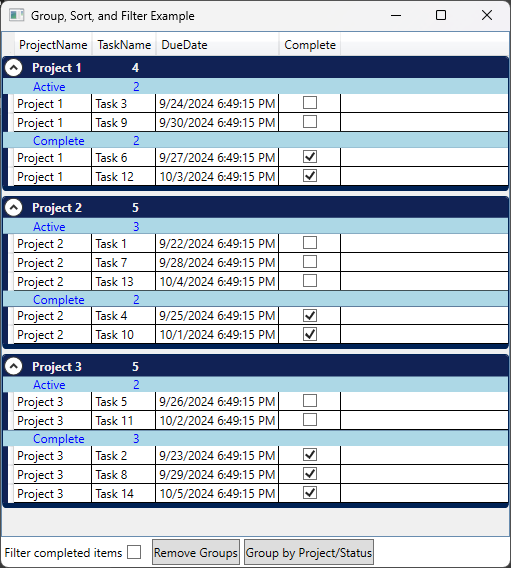 Group, Sort, and Filter Example
ProjectName TaskName DueDate Complete
Project 1 4
Active 2
Project 1 Task 3 9/24/2024 6:49:15 PM
Project 1 Task 9 9/30/2024 6:49:15 PM
Complete 2
Project 1 Task 6 9/27/2024 6:49:15 PM
Project 1 Task 12 10/3/2024 6:49:15 PM
Project 2 5
Active 3
Project 2 Task 1 9/22/2024 6:49:15 PM
Project 2 Task 7 9/28/2024 6:49:15 PM
Project 2 Task 13 10/4/2024 6:49:15 PM
Complete 2
Project 2 Task 4 9/25/2024 6:49:15 PM
Project 2 Task 10 10/1/2024 6:49:15 PM
Project 3 5
Active 2
Project 3 Task 5 9/26/2024 6:49:15 PM
Project 3 Task 11 10/2/2024 6:49:15 PM
Complete 3
Project 3 Task 2 9/23/2024 6:49:15 PM
Project 3 Task 8 9/29/2024 6:49:15 PM
Project 3 Task 14 10/5/2024 6:49:15 PM
Filter completed items Remove Groups Group by Project/Status